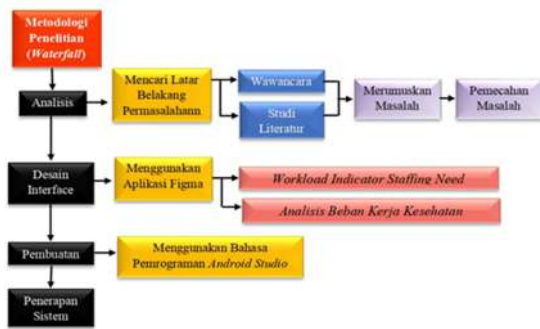 Metodologi
Penelitian
(Waterfall)
Analisis
Mencari Latar
Belakang
Permasalahann
Wawancara
Studi
Literatur
Merumuskan
Masalah
Pemecahan
Masalah
Desain
Interface
Menggunakan
Aplikasi Figma
Workload Indicator Staffing Need
Analisis Beban Kerja Kesehatan
Pembuatan
Menggunakan Bahasa
Pemrograman Android Studio
Penerapan
Sistem